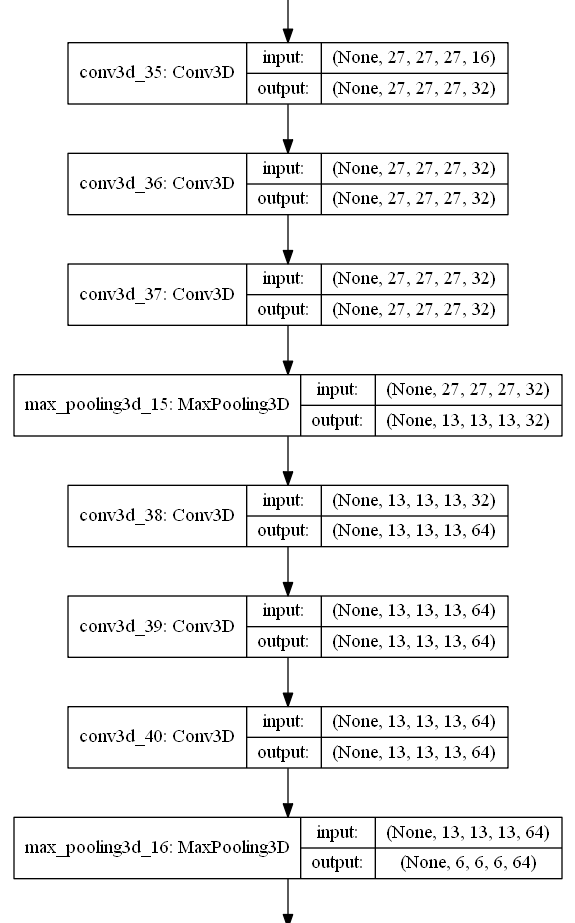 conv3d_35: Conv3D
input: (None, 27, 27, 27, 16)
output: (None, 27, 27, 27, 32)
conv3d_36: Conv3D
input: (None, 27, 27, 27, 32)
output: (None, 27, 27, 27, 32)
conv3d_37: Conv3D
input: (None, 27, 27, 27, 32)
output: (None, 27, 27, 27, 32)
max_pooling3d_15: MaxPooling3D
input: (None, 27, 27, 27, 32)
output: (None, 13, 13, 13, 32)
conv3d_38: Conv3D
input: (None, 13, 13, 13, 32)
output: (None, 13, 13, 13, 64)
conv3d_39: Conv3D
input: (None, 13, 13, 13, 64)
output: (None, 13, 13, 13, 64)
conv3d_40: Conv3D
input: (None, 13, 13, 13, 64)
output: (None, 13, 13, 13, 64)
max_pooling3d_16: MaxPooling3D
input: (None, 13, 13, 13, 64)
output: (None, 6, 6, 6, 64)